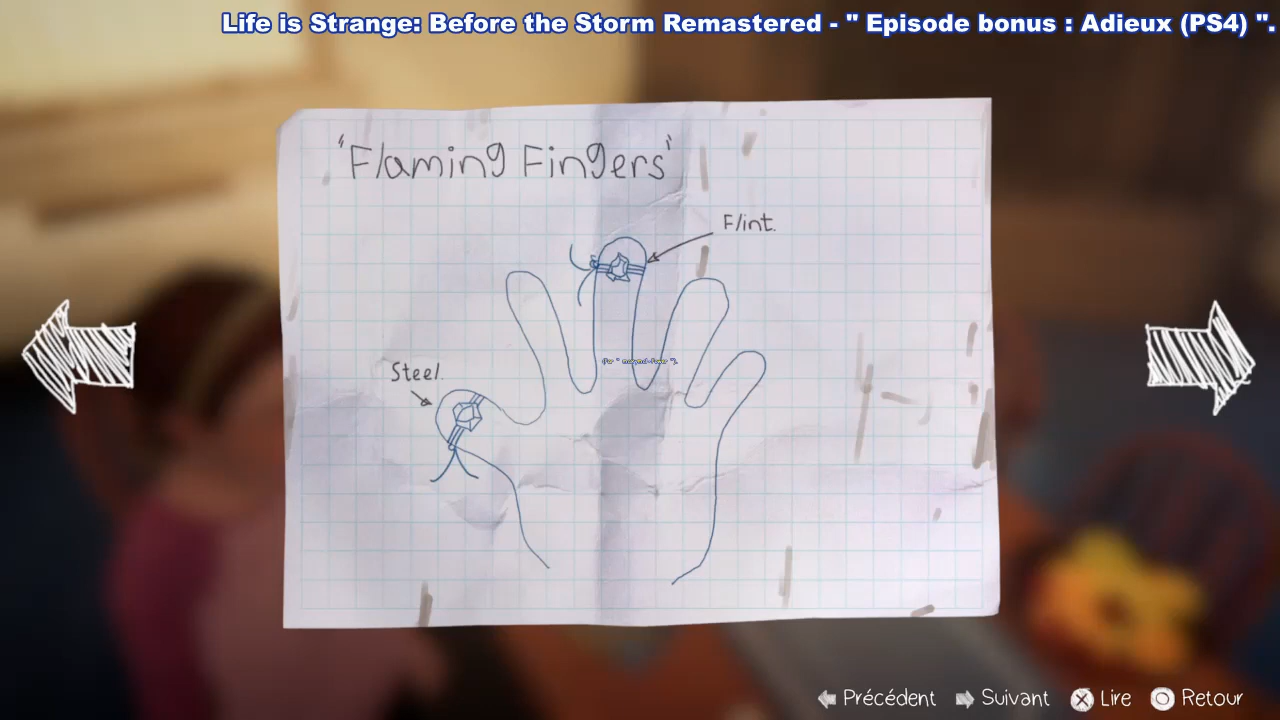 Life is Strange: Before the Storm Remastered - " Episode bonus : Adieux (PS4) ".
"Flaming Fingers"
Flint.
Steel.
Précédent
Suivant
Lire
Retour